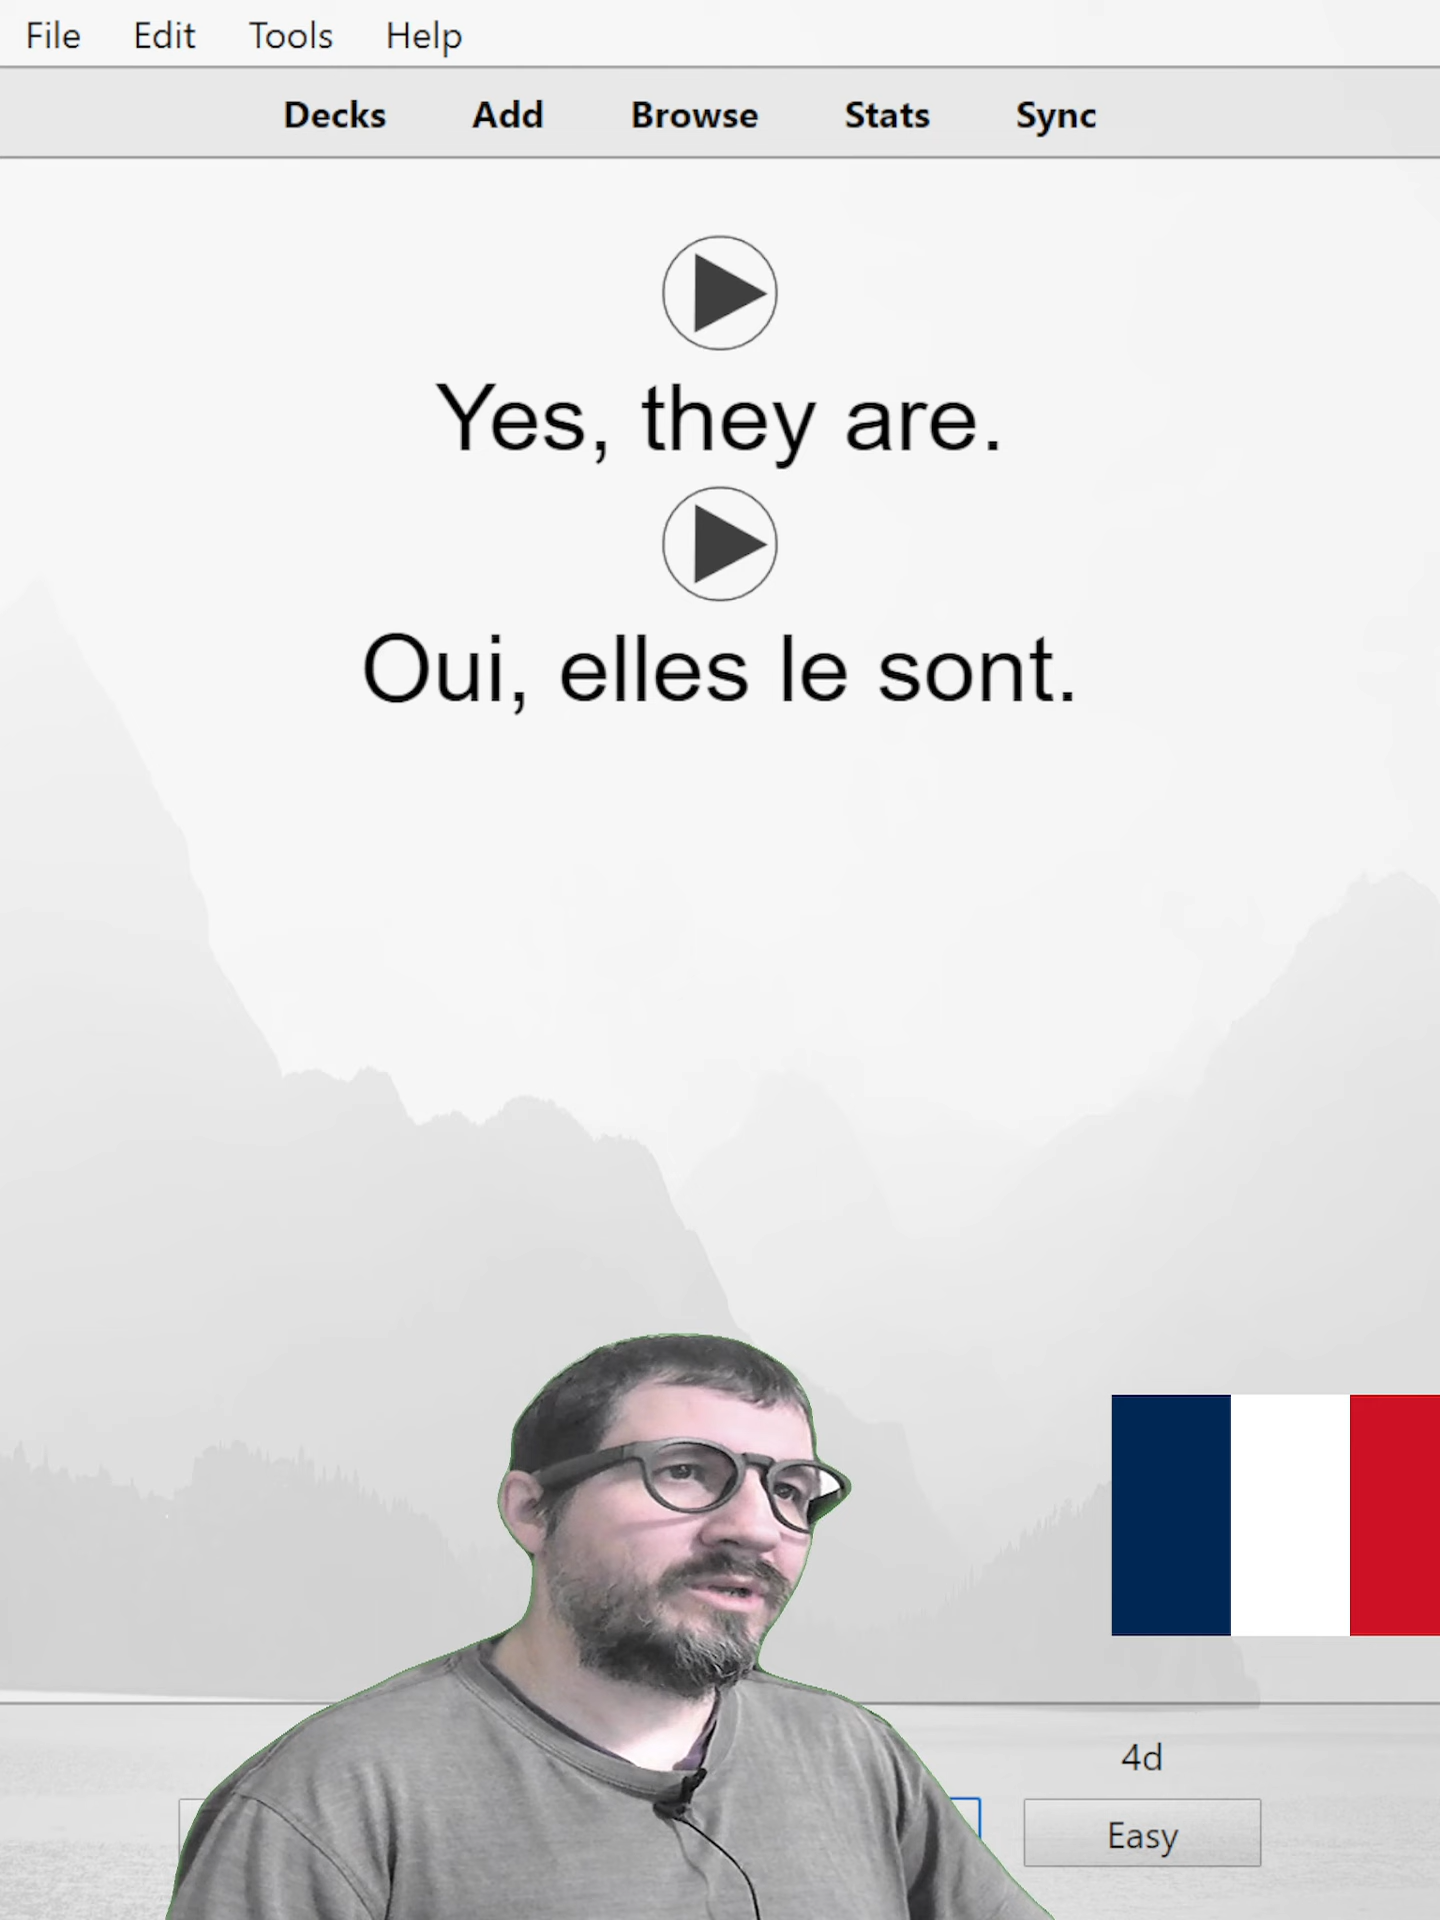 File Edit Tools Help
Decks Add Browse Stats Sync
Yes, they are.
Oui, elles le sont.
4d
Easy